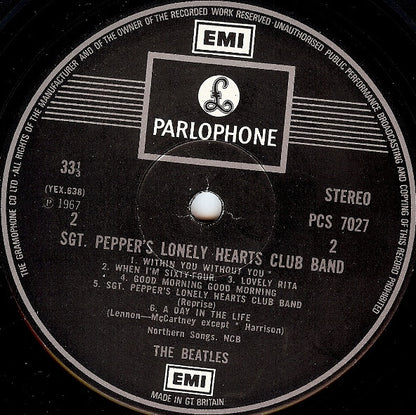 THE GRAMOPHONE CO LTD · ALL RIGHTS OF THE MANUFACTURER AND OF THE OWNER OF THE RECORDED WORK RESERVED · UNAUTHORISED PUBLIC PERFORMANCE BROADCASTING AND COPYING OF THIS RECORD PROHIBITED
EMI
£
PARLOPHONE
33⅓
STEREO
(YEX.638)
Ⓟ 1967
PCS 7027
2
2
SGT. PEPPER'S LONELY HEARTS CLUB BAND
1. WITHIN YOU WITHOUT YOU *
2. WHEN I'M SIXTY-FOUR 3. LOVELY RITA
4. GOOD MORNING GOOD MORNING
5. SGT. PEPPER'S LONELY HEARTS CLUB BAND
(Reprise)
6. A DAY IN THE LIFE
(Lennon—McCartney except * Harrison)
Northern Songs, NCB
THE BEATLES
EMI
MADE IN GT BRITAIN